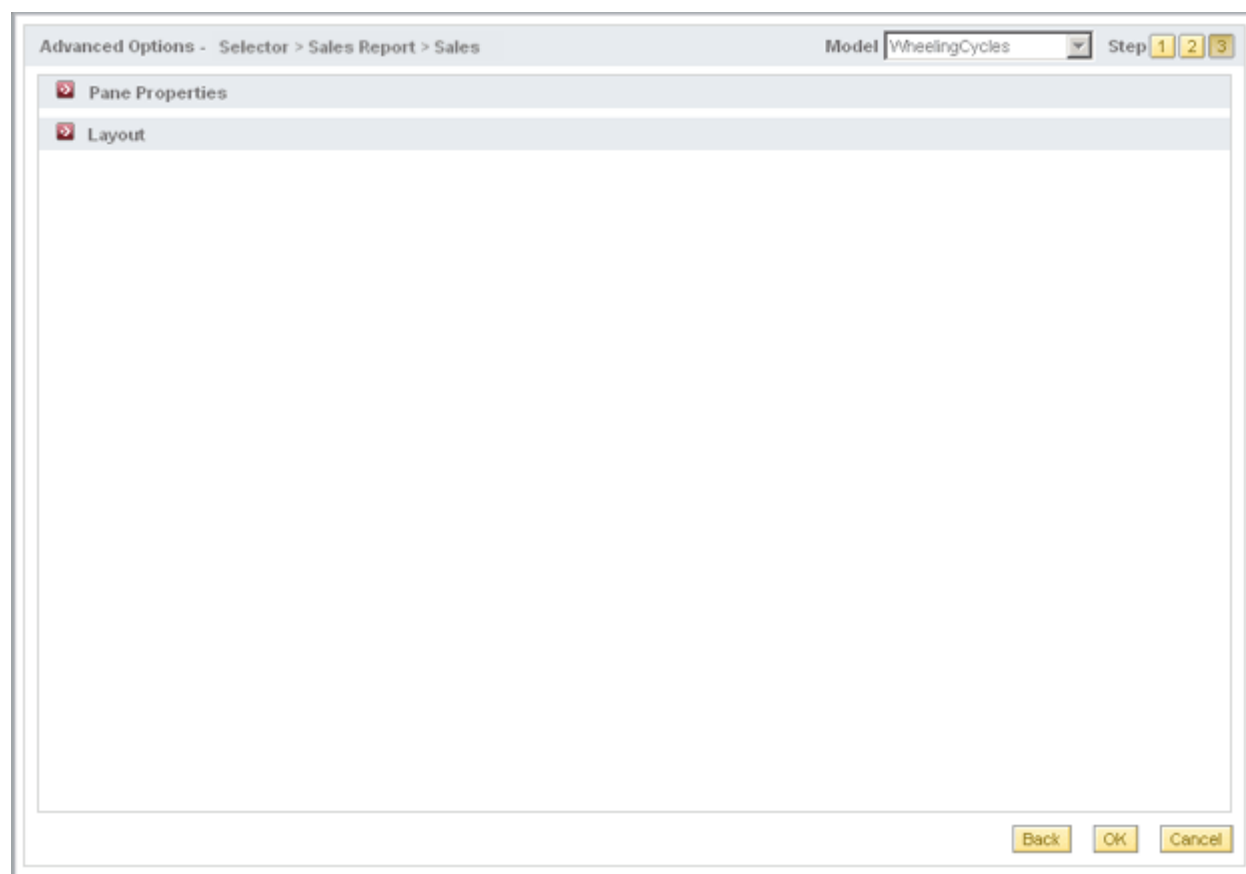 Advanced Options - Selector > Sales Report > Sales Model WheelingCycles Step 1 2 3
Pane Properties
Layout
Back OK Cancel